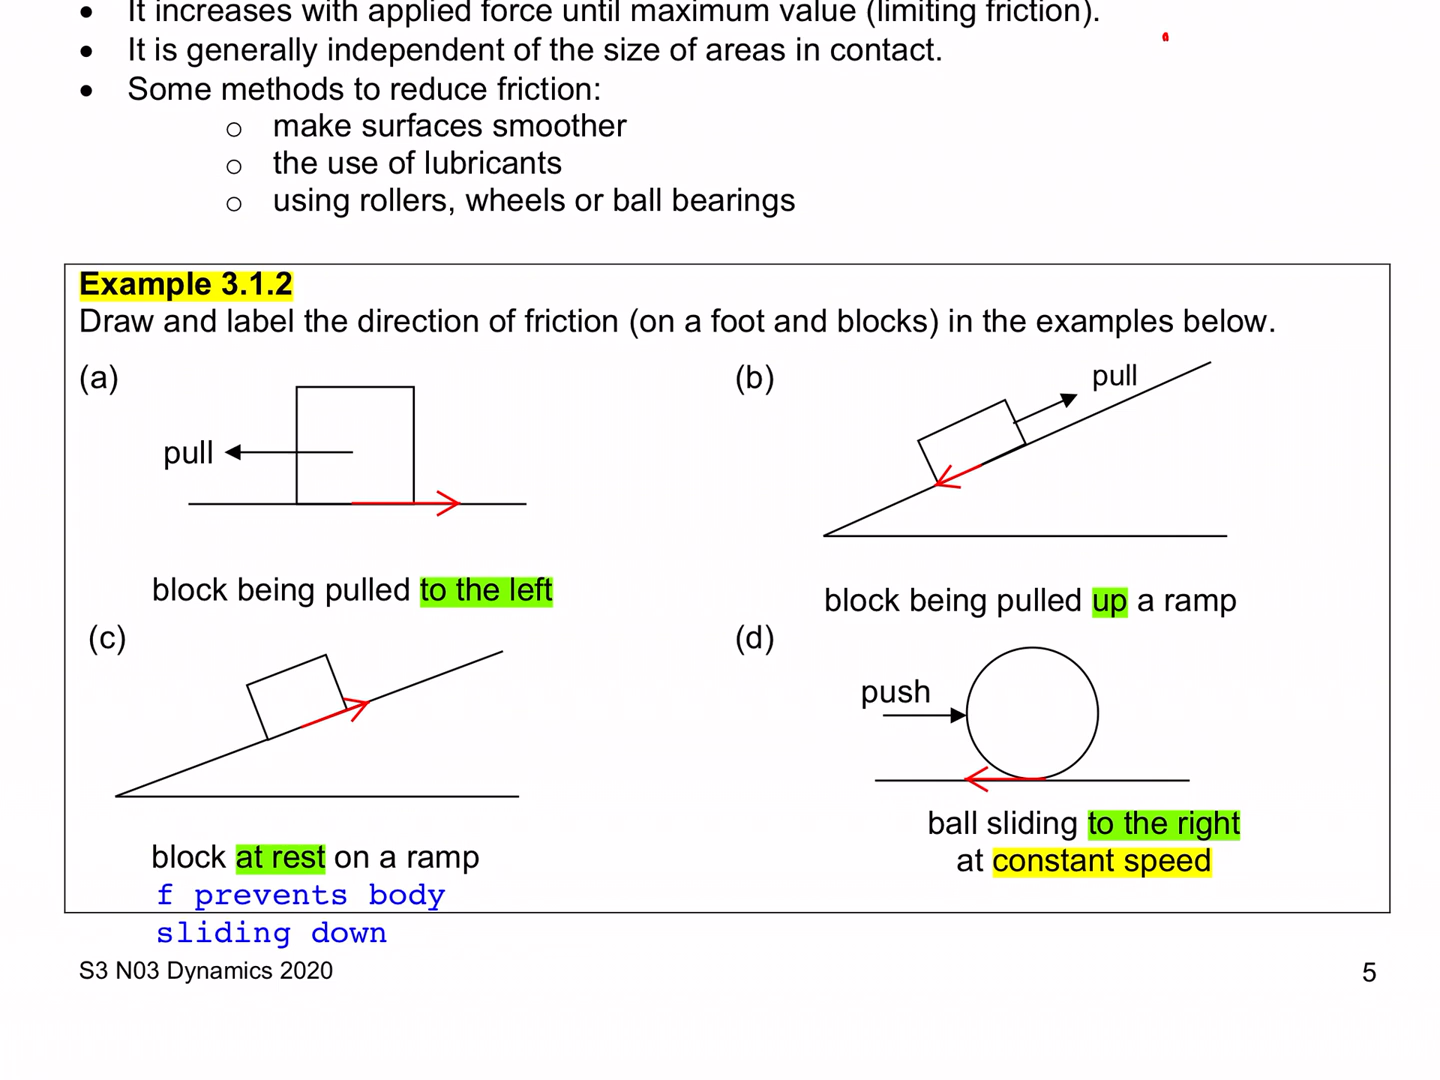 • It increases with applied force until maximum value (limiting friction).
• It is generally independent of the size of areas in contact.
• Some methods to reduce friction:
o make surfaces smoother
o the use of lubricants
o using rollers, wheels or ball bearings
Example 3.1.2
Draw and label the direction of friction (on a foot and blocks) in the examples below.
(a)
pull
block being pulled to the left
(b)
pull
block being pulled up a ramp
(c)
block at rest on a ramp
f prevents body
sliding down
(d)
push
ball sliding to the right
at constant speed
S3 N03 Dynamics 2020
5